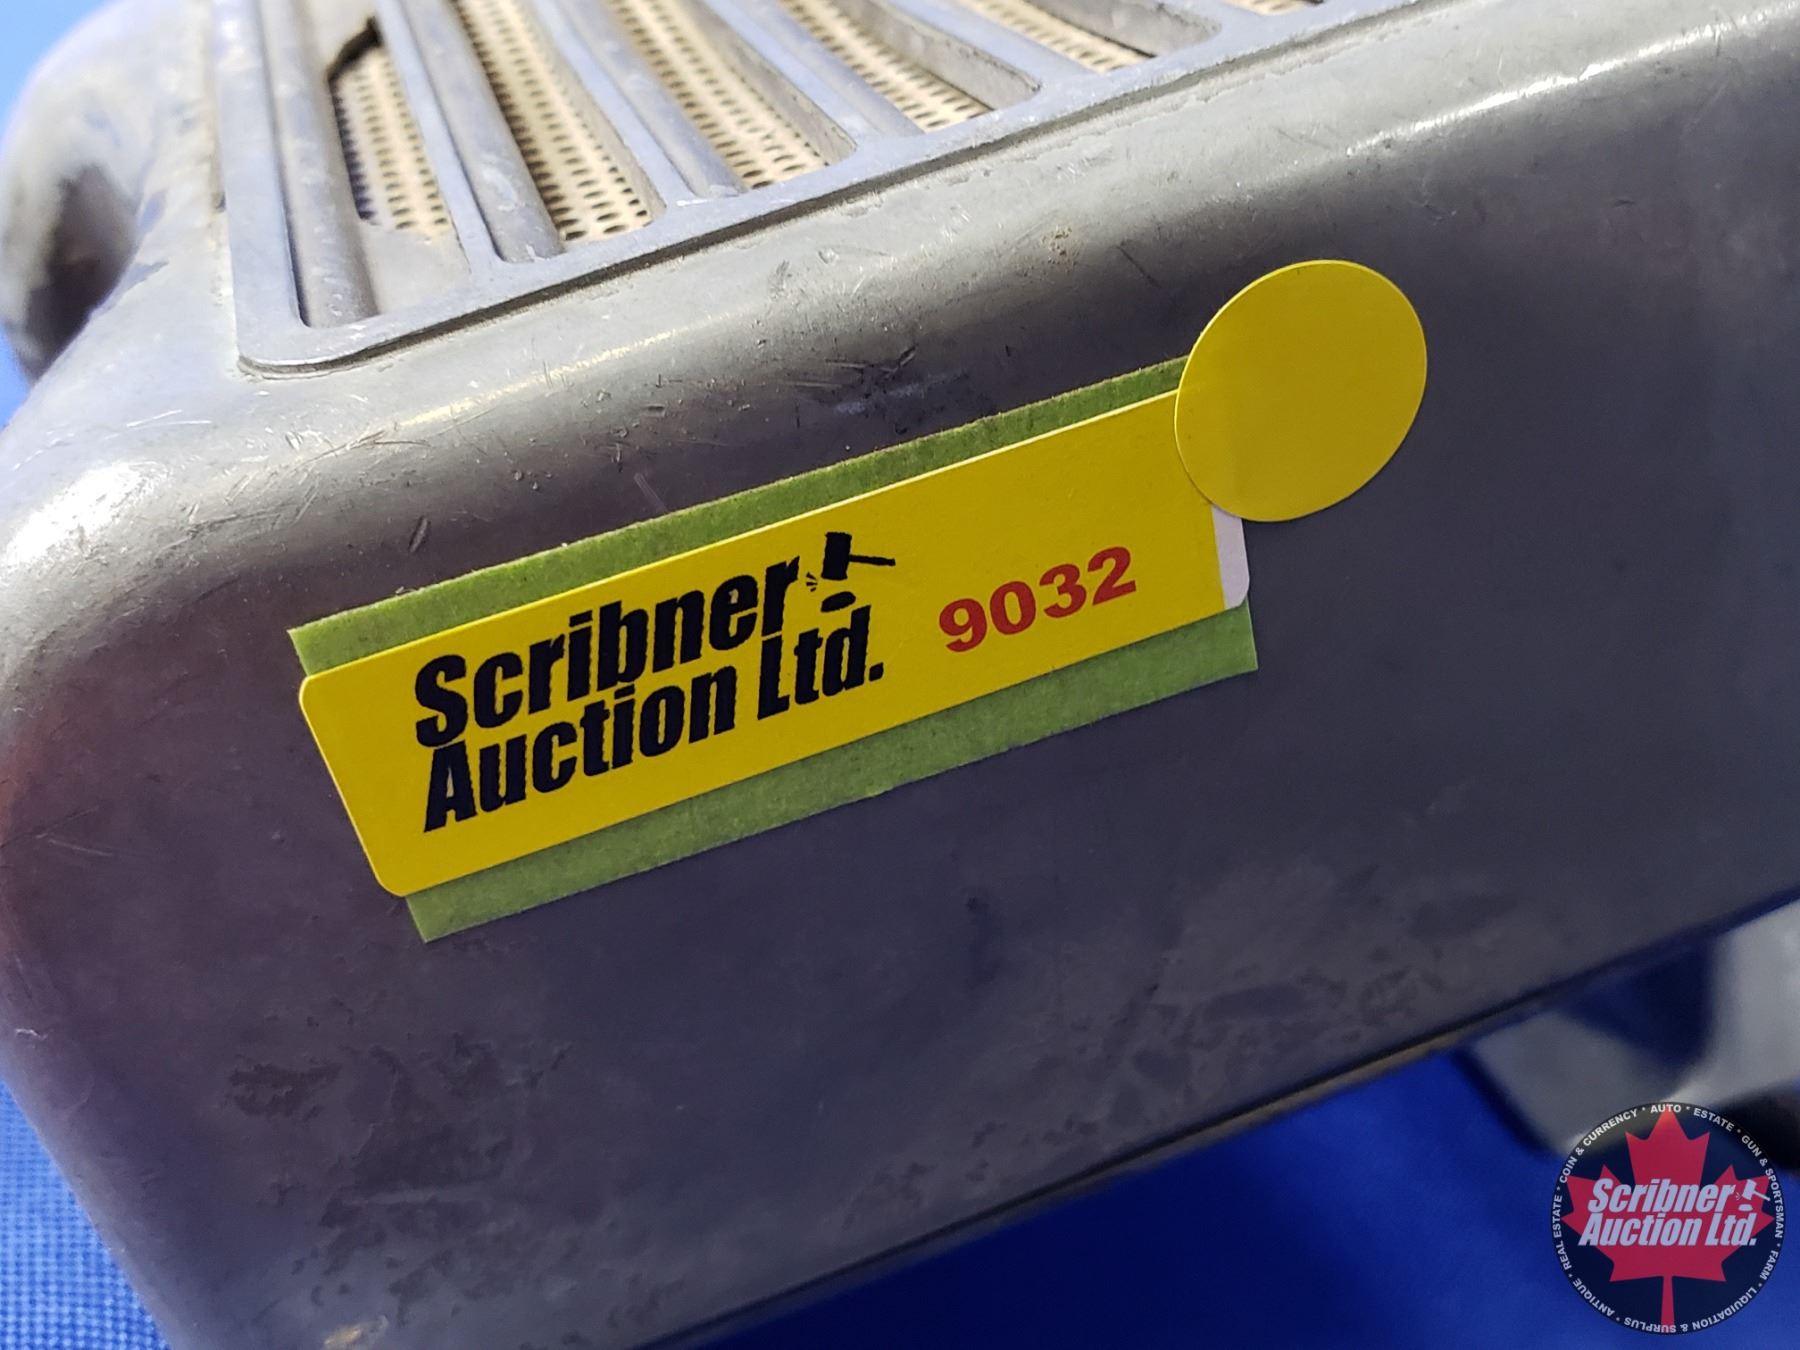 Scribner
Auction Ltd.
9032
COIN & CURRENCY * AUTO * ESTATE * GUN & SPORTSMAN * FARM * LIQUIDATION & SURPLUS * ANTIQUE * REAL ESTATE *
Scribner
Auction Ltd.